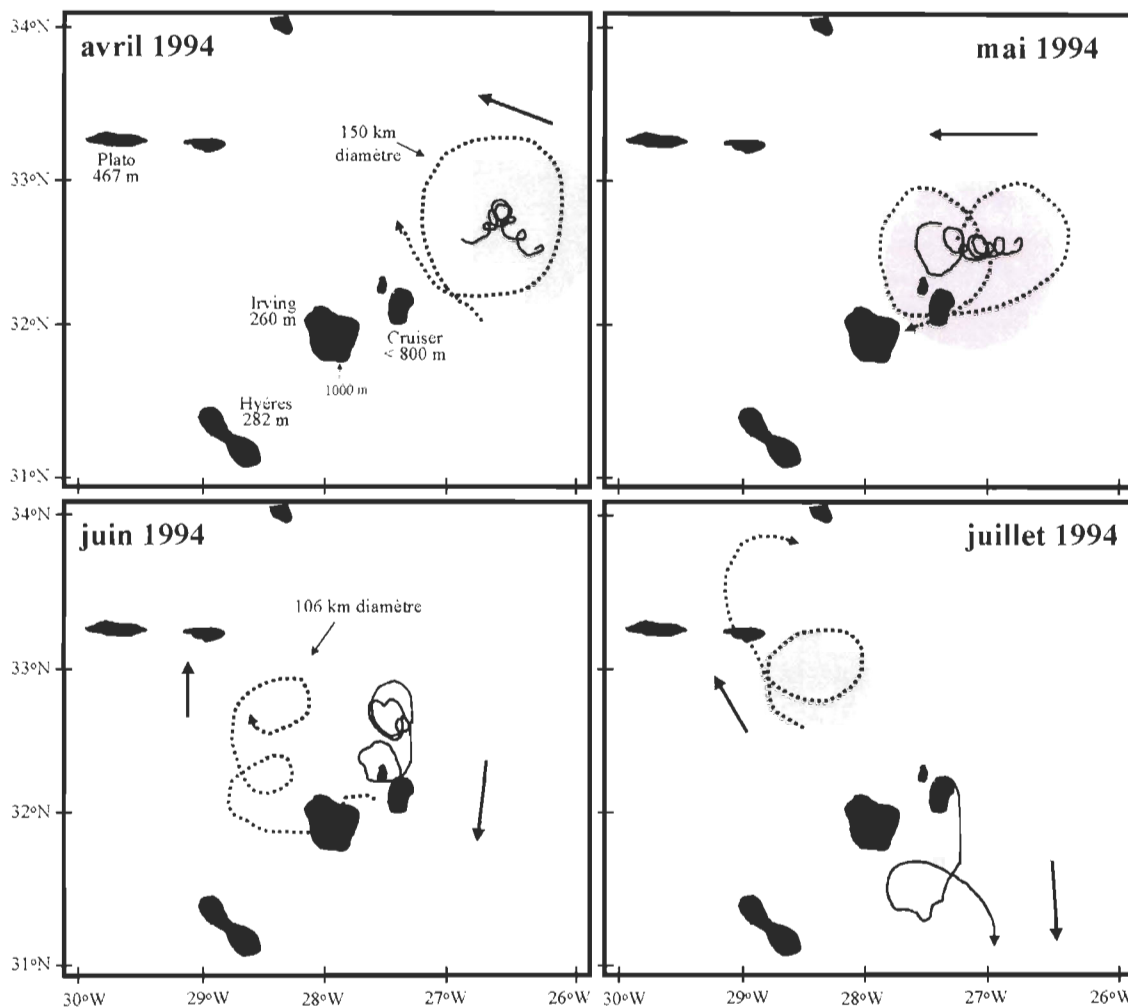 34°N
avril 1994
150 km
diamètre
Plato
467 m
33°N
Irving
260 m
32°N
Cruiser
< 800 m
1000 m
Hyéres
282 m
31°N
mai 1994
34°N
juin 1994
106 km diamètre
33°N
32°N
31°N
30°W
29°W
28°W
27°W
26°W
juillet 1994
30°W
29°W
28°W
27°W
26°W